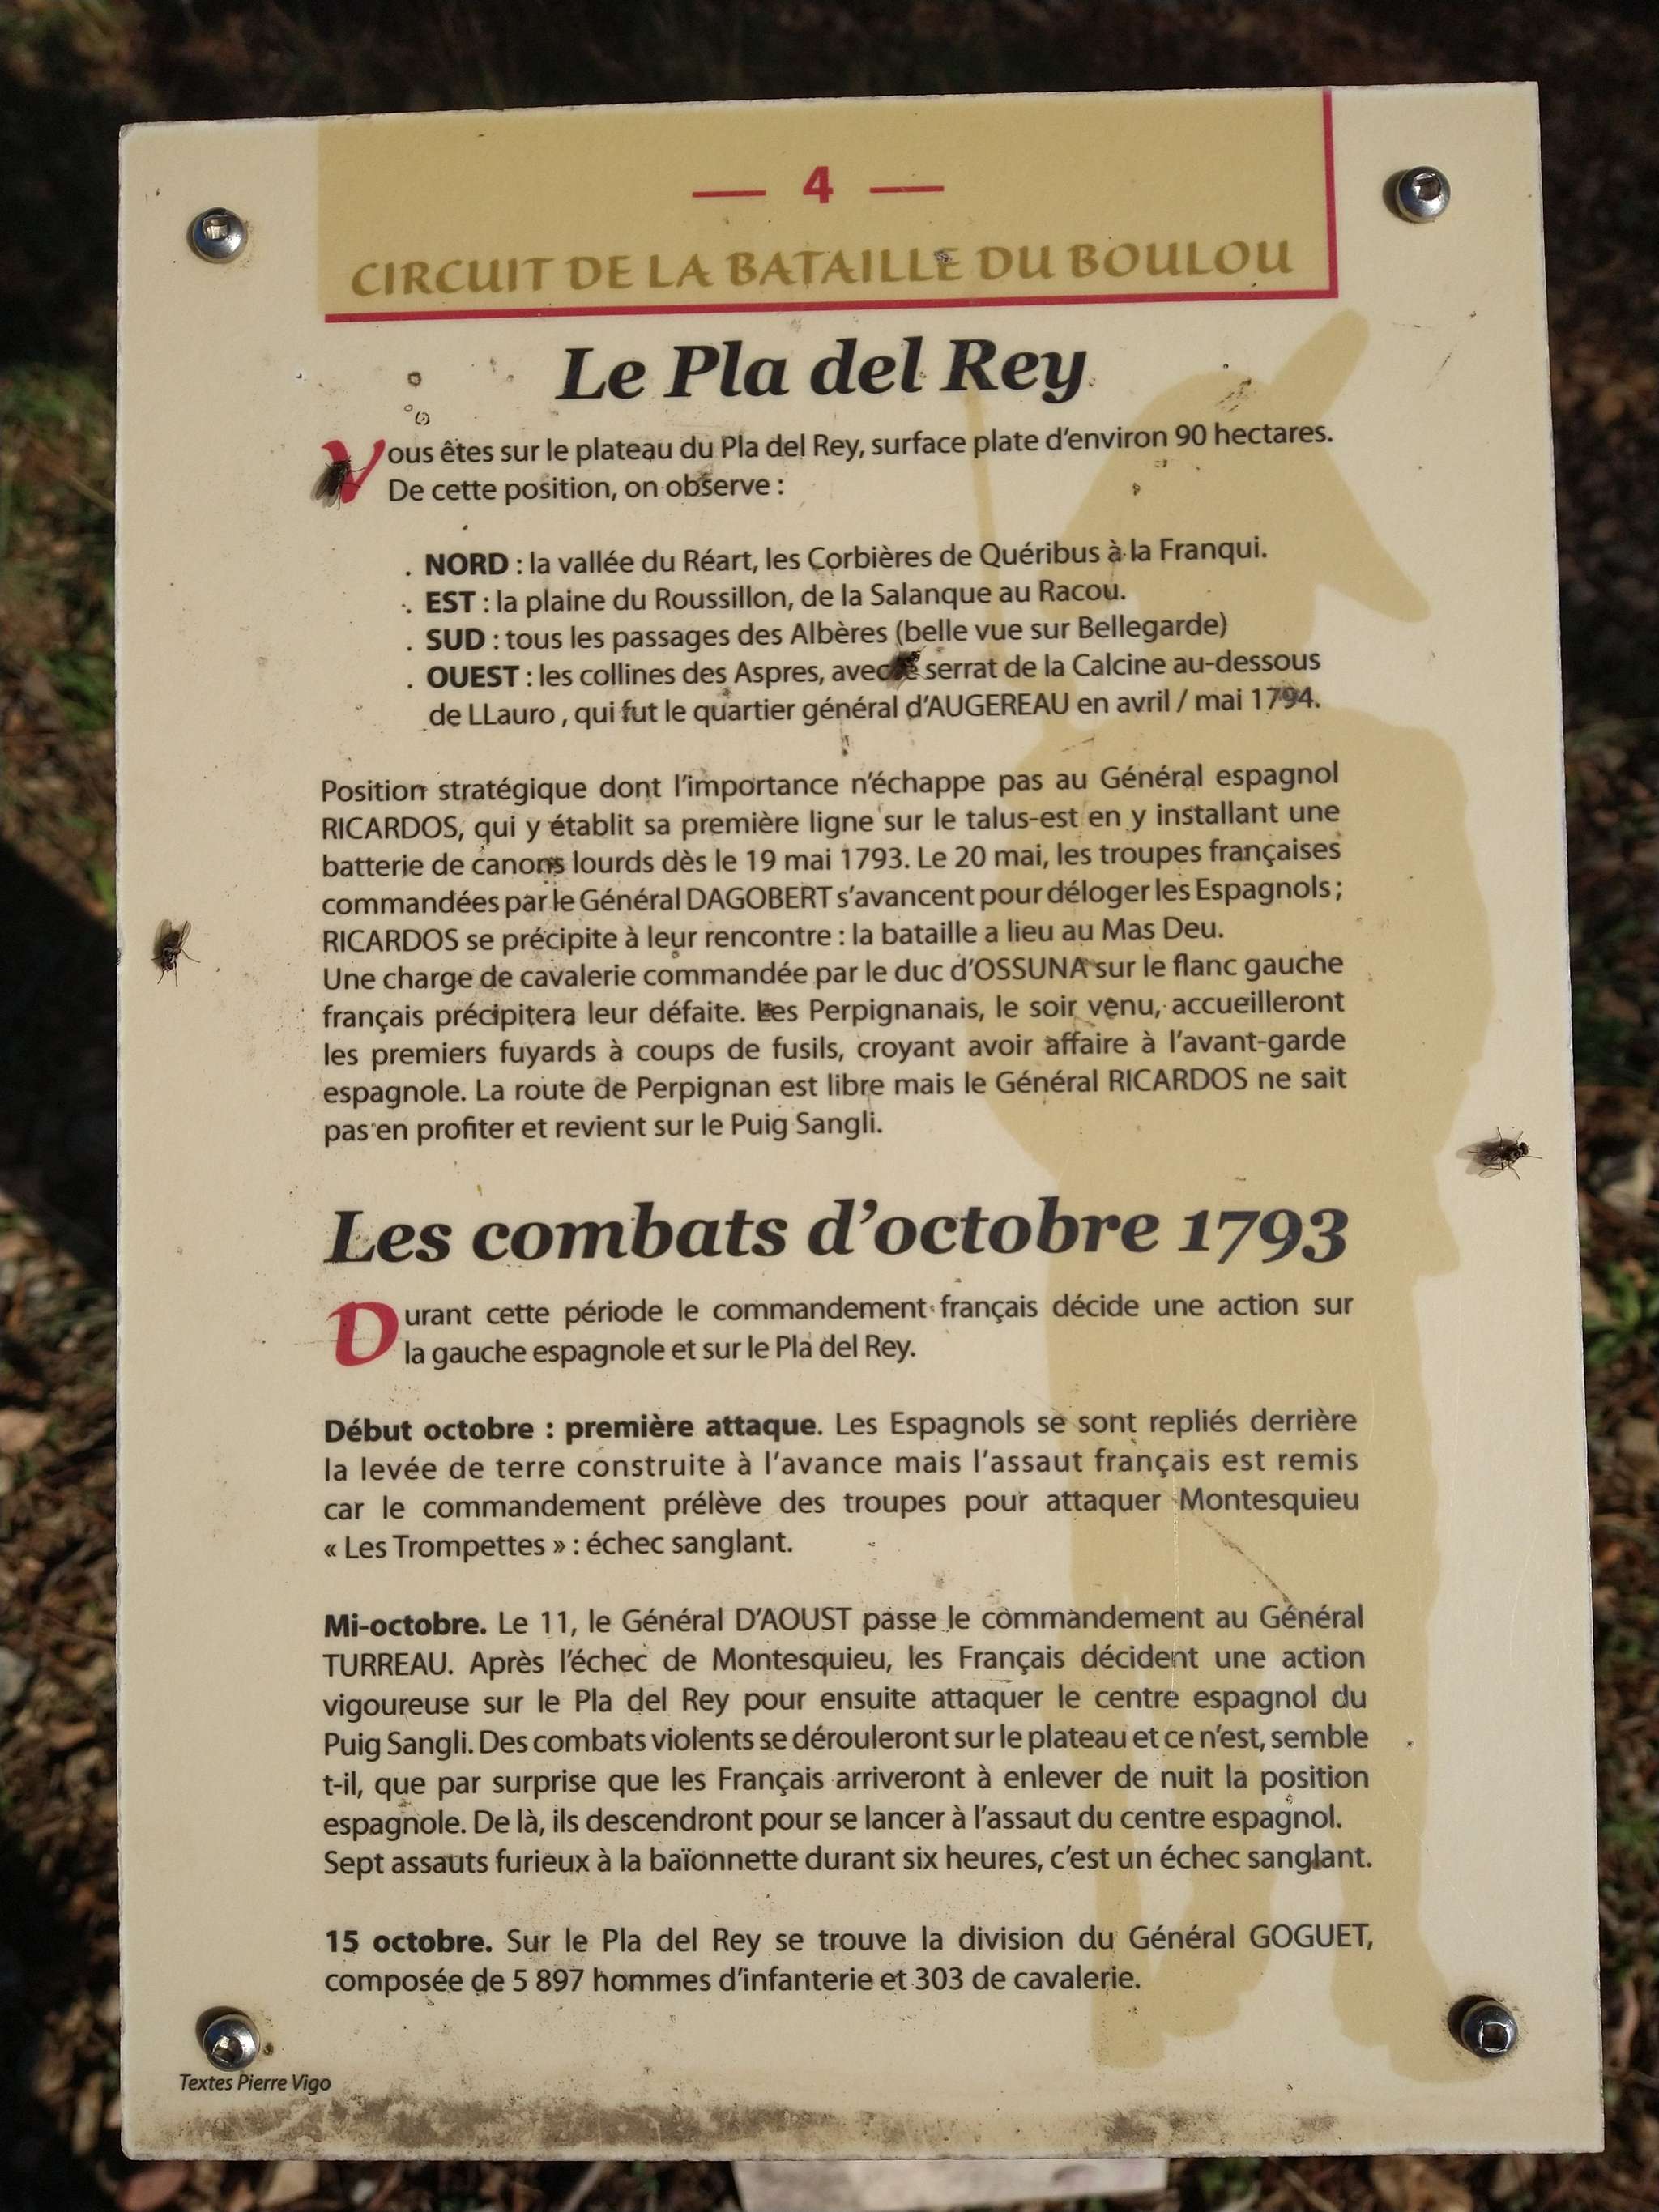 — 4 —
CIRCUIT DE LA BATAILLE DU BOULOU
Le Pla del Rey
Vous êtes sur le plateau du Pla del Rey, surface plate d'environ 90 hectares.
De cette position, on observe :
. NORD : la vallée du Réart, les Corbières de Quéribus à la Franqui.
. EST : la plaine du Roussillon, de la Salanque au Racou.
. SUD : tous les passages des Albères (belle vue sur Bellegarde)
. OUEST : les collines des Aspres, avec le serrat de la Calcine au-dessous
de LLauro , qui fut le quartier général d'AUGEREAU en avril / mai 1794.
Position stratégique dont l'importance n'échappe pas au Général espagnol
RICARDOS, qui y établit sa première ligne sur le talus-est en y installant une
batterie de canons lourds dès le 19 mai 1793. Le 20 mai, les troupes françaises
commandées par le Général DAGOBERT s'avancent pour déloger les Espagnols ;
RICARDOS se précipite à leur rencontre : la bataille a lieu au Mas Deu.
Une charge de cavalerie commandée par le duc d'OSSUNA sur le flanc gauche
français précipitera leur défaite. Les Perpignanais, le soir venu, accueilleront
les premiers fuyards à coups de fusils, croyant avoir affaire à l'avant-garde
espagnole. La route de Perpignan est libre mais le Général RICARDOS ne sait
pas en profiter et revient sur le Puig Sangli.
Les combats d'octobre 1793
Durant cette période le commandement français décide une action sur
la gauche espagnole et sur le Pla del Rey.
Début octobre : première attaque. Les Espagnols se sont repliés derrière
la levée de terre construite à l'avance mais l'assaut français est remis
car le commandement prélève des troupes pour attaquer Montesquieu
« Les Trompettes » : échec sanglant.
Mi-octobre. Le 11, le Général D'AOUST passe le commandement au Général
TURREAU. Après l'échec de Montesquieu, les Français décident une action
vigoureuse sur le Pla del Rey pour ensuite attaquer le centre espagnol du
Puig Sangli. Des combats violents se dérouleront sur le plateau et ce n'est, semble
t-il, que par surprise que les Français arriveront à enlever de nuit la position
espagnole. De là, ils descendront pour se lancer à l'assaut du centre espagnol.
Sept assauts furieux à la baïonnette durant six heures, c'est un échec sanglant.
15 octobre. Sur le Pla del Rey se trouve la division du Général GOGUET,
composée de 5 897 hommes d'infanterie et 303 de cavalerie.
Textes Pierre Vigo